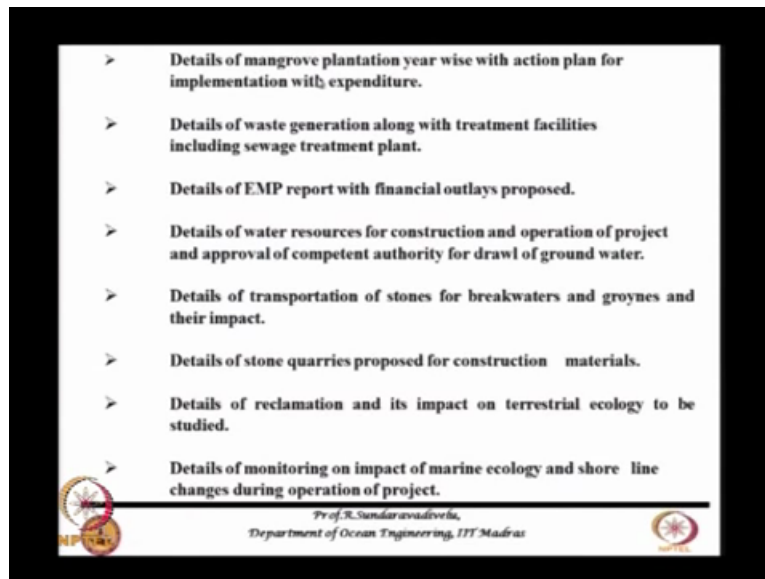 ➢ Details of mangrove plantation year wise with action plan for
implementation with expenditure.
➢ Details of waste generation along with treatment facilities
including sewage treatment plant.
➢ Details of EMP report with financial outlays proposed.
➢ Details of water resources for construction and operation of project
and approval of competent authority for drawl of ground water.
➢ Details of transportation of stones for breakwaters and groynes and
their impact.
➢ Details of stone quarries proposed for construction materials.
➢ Details of reclamation and its impact on terrestrial ecology to be
studied.
➢ Details of monitoring on impact of marine ecology and shore line
changes during operation of project.
Prof.R.Sundaravadivelu,
Department of Ocean Engineering, IIT Madras
NPTEL
NPTEL